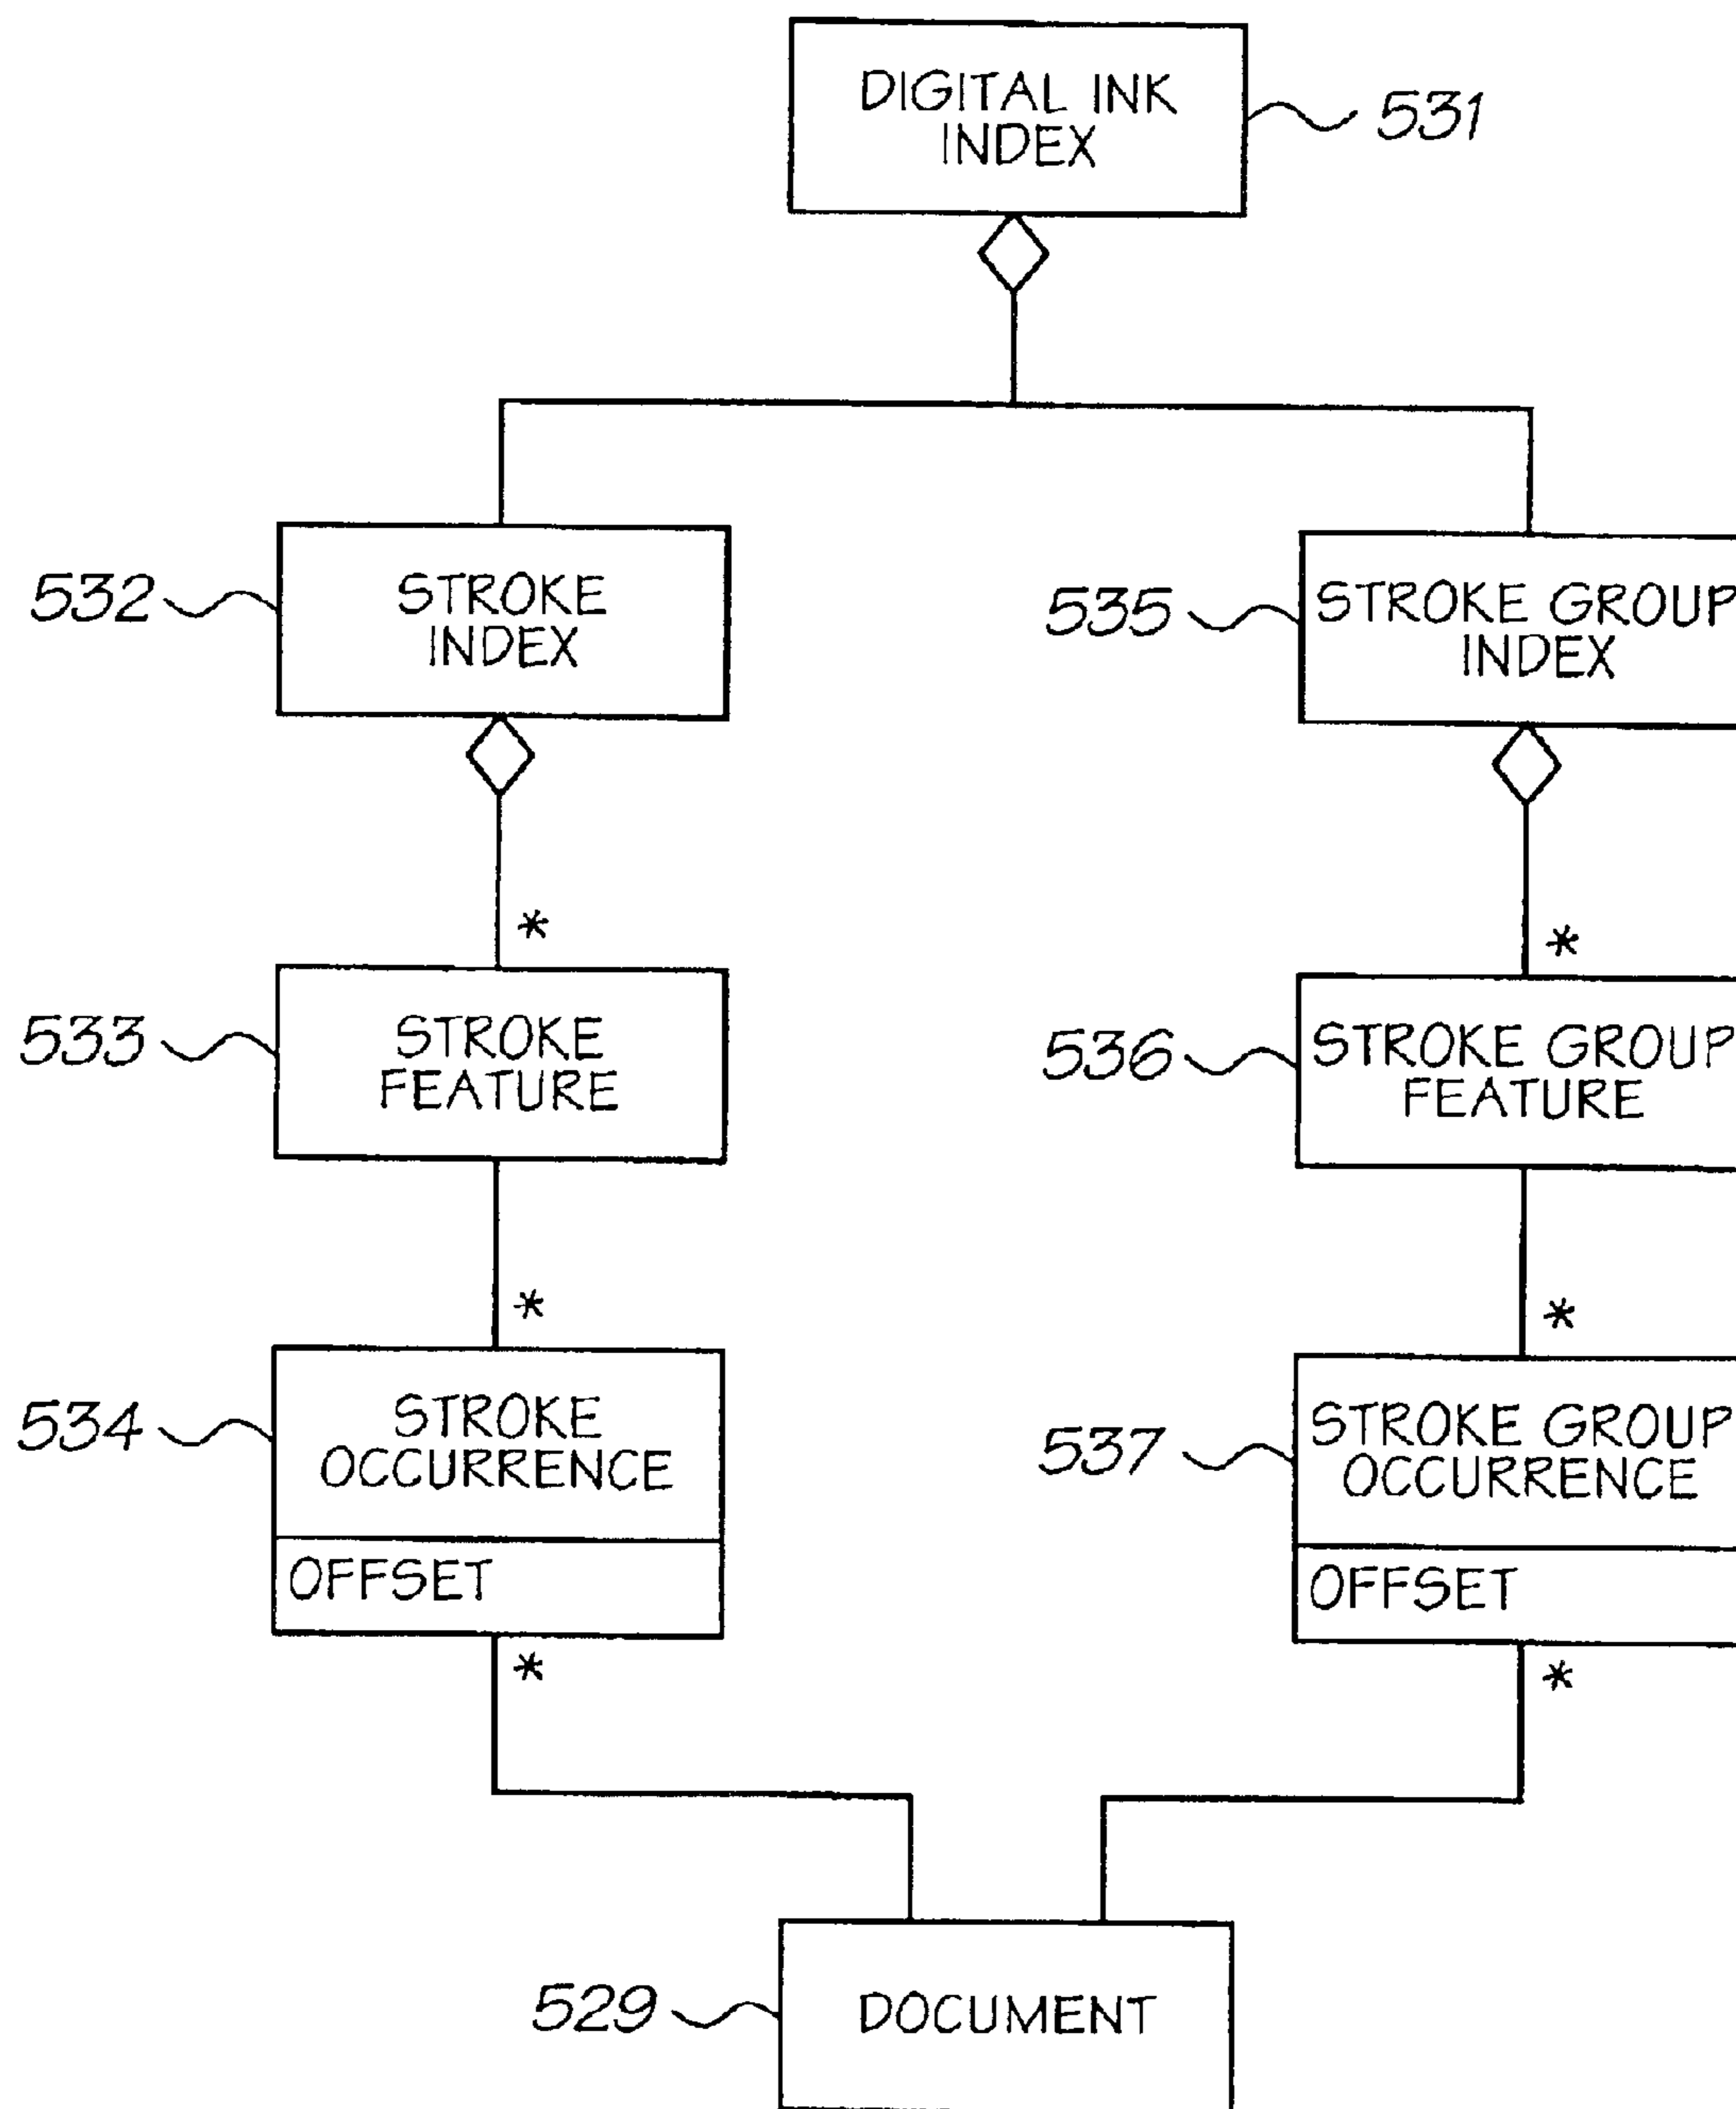 DIGITAL INK
INDEX
531
532
STROKE
INDEX
535
STROKE GROUP
INDEX
*
*
533
STROKE
FEATURE
536
STROKE GROUP
FEATURE
*
*
534
STROKE
OCCURRENCE
OFFSET
537
STROKE GROUP
OCCURRENCE
OFFSET
*
*
529
DOCUMENT